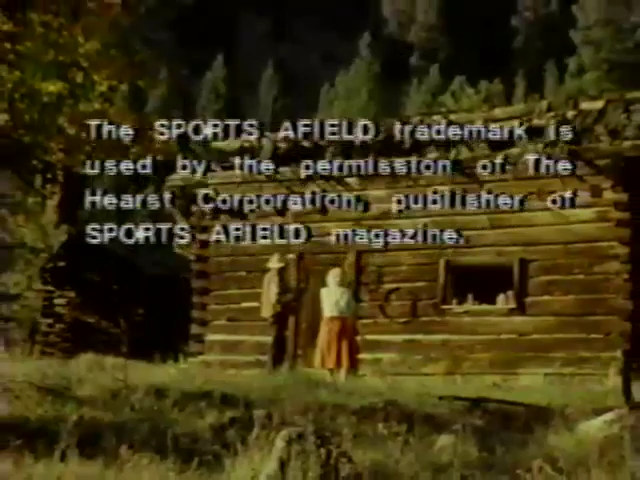 The SPORTS AFIELD trademark is
used by the permission of The
Hearst Corporation, publisher of
SPORTS AFIELD magazine.